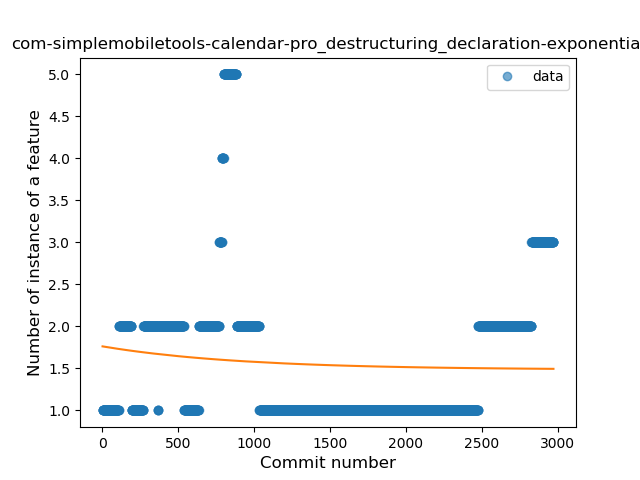 com-simplemobiletools-calendar-pro_destructuring_declaration-exponentia
data
5.0
4.5
4.0
3.5
3.0
2.5
2.0
1.5
1.0
Number of instance of a feature
0 500 1000 1500 2000 2500 3000
Commit number